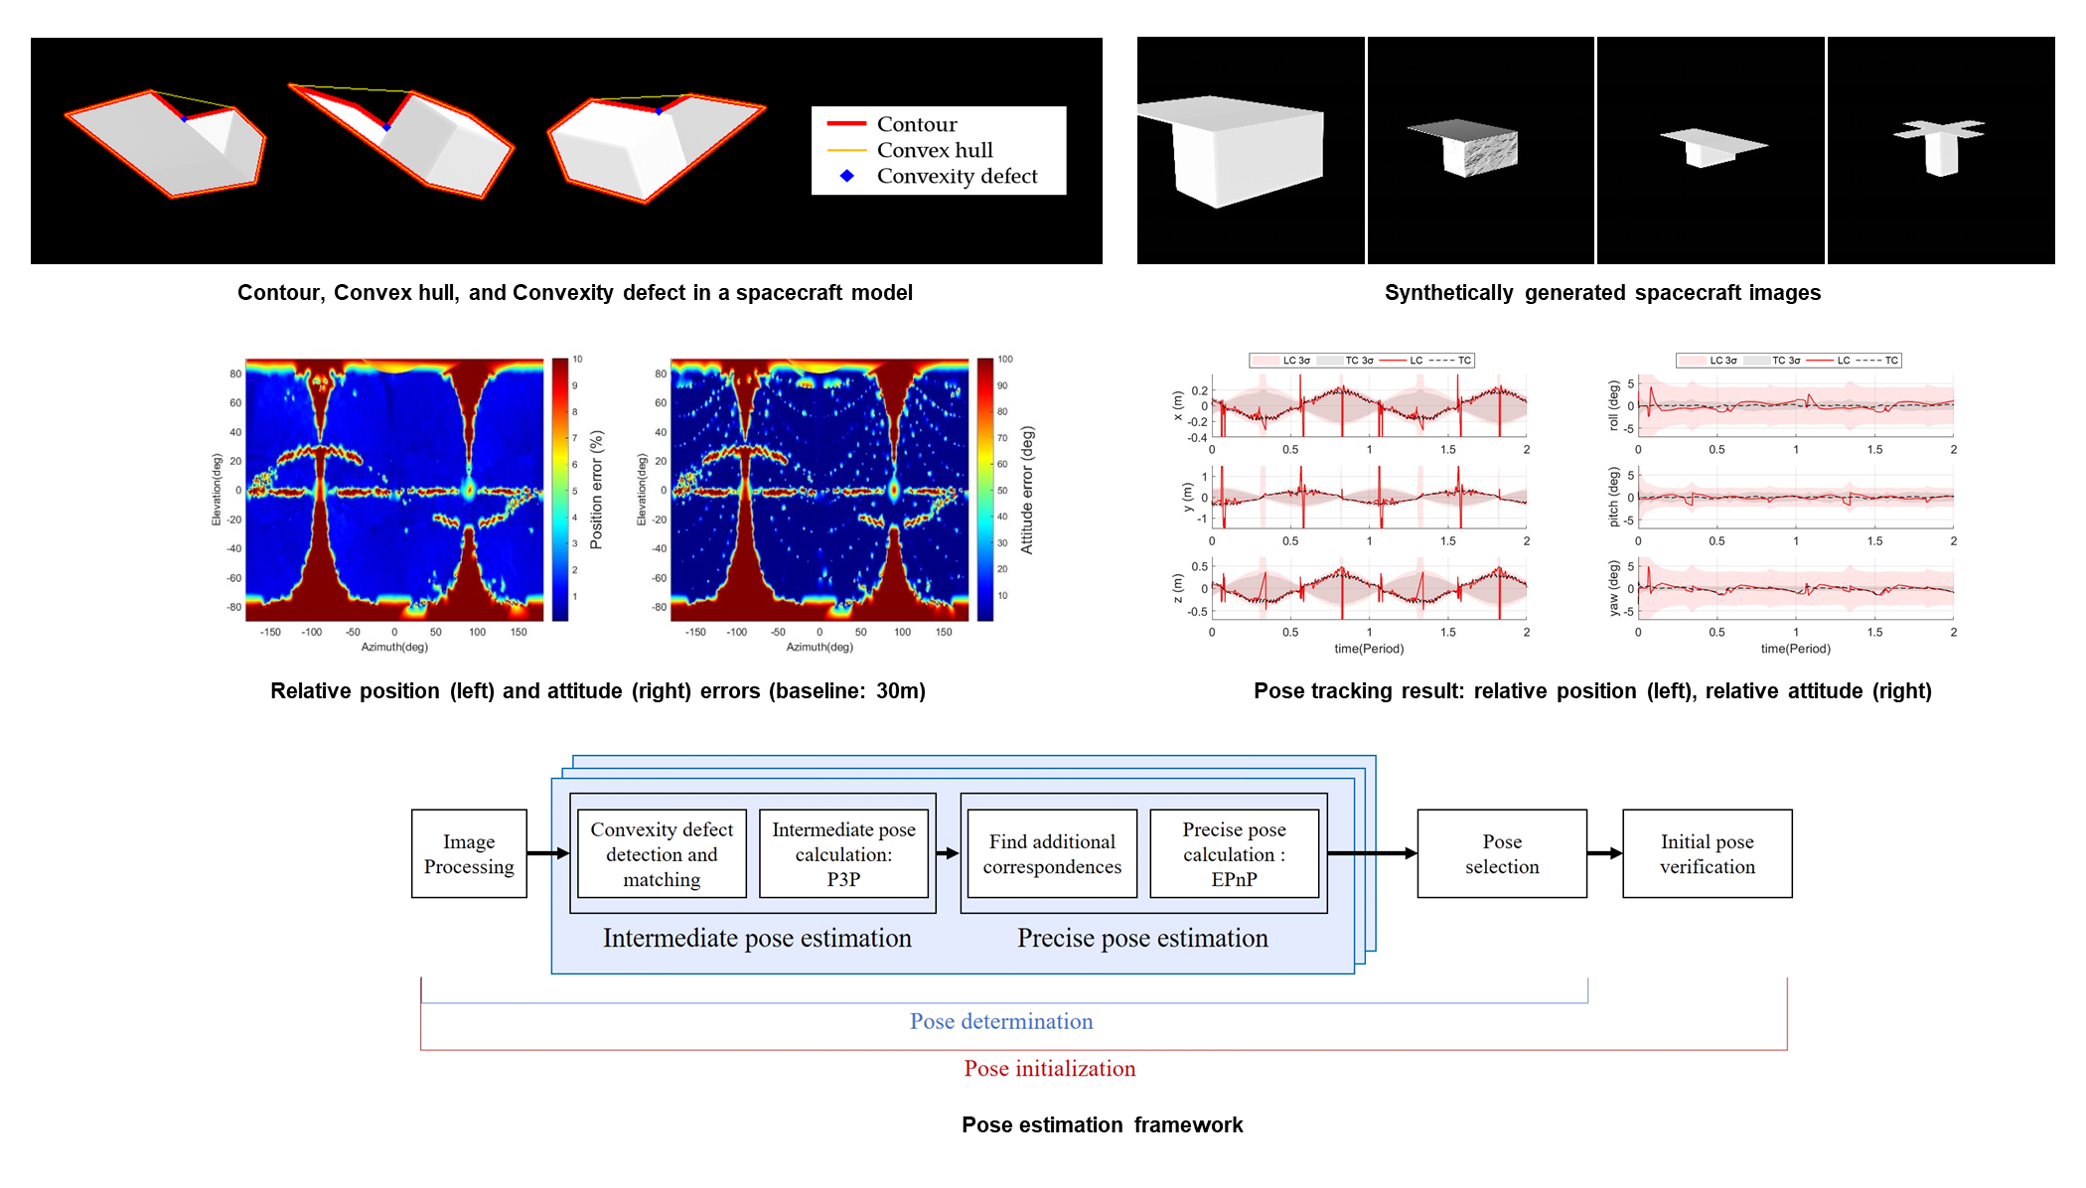 Contour
Convex hull
Convexity defect
Contour, Convex hull, and Convexity defect in a spacecraft model
Synthetically generated spacecraft images
80
60
40
20
0
-20
-40
-60
-80
Elevation(deg)
-150 -100 -50 0 50 100 150
Azimuth(deg)
10
9
8
7
6
5
4
3
2
1
Position error (%)
80
60
40
20
0
-20
-40
-60
-80
Elevation(deg)
-150 -100 -50 0 50 100 150
Azimuth(deg)
100
90
80
70
60
50
40
30
20
10
Attitude error (deg)
Relative position (left) and attitude (right) errors (baseline: 30m)
LC 3σ TC 3σ LC TC
x (m)
0.2
0
-0.2
-0.4
0 0.5 1 1.5 2
y (m)
1
0
-1
0 0.5 1 1.5 2
z (m)
0.5
0
-0.5
0 0.5 1 1.5 2
time(Period)
LC 3σ TC 3σ LC TC
roll (deg)
5
0
-5
0 0.5 1 1.5 2
pitch (deg)
5
0
-5
0 0.5 1 1.5 2
yaw (deg)
5
0
-5
0 0.5 1 1.5 2
time(Period)
Pose tracking result: relative position (left), relative attitude (right)
Image
Processing
Convexity defect
detection and
matching
Intermediate pose
calculation:
P3P
Intermediate pose estimation
Find additional
correspondences
Precise pose
calculation :
EPnP
Precise pose estimation
Pose
selection
Initial pose
verification
Pose determination
Pose initialization
Pose estimation framework